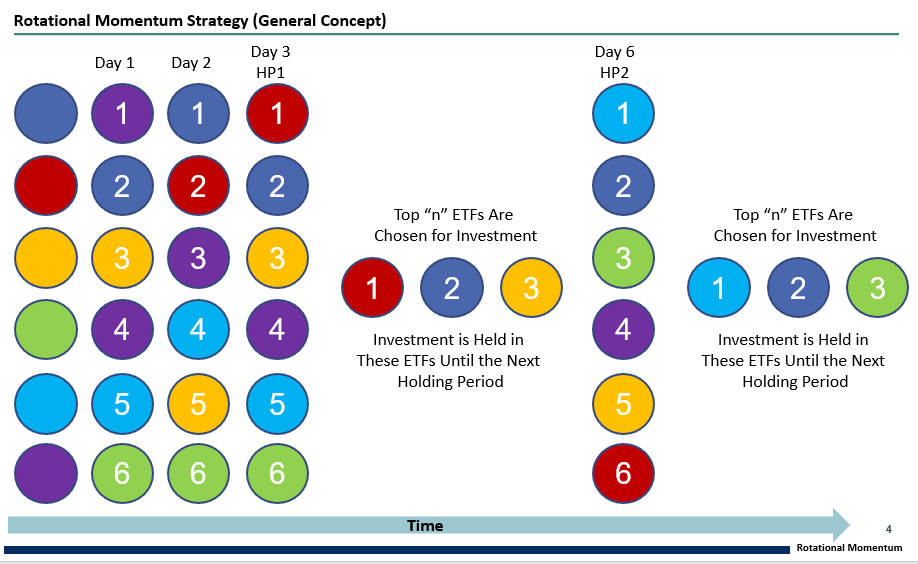 Rotational Momentum Strategy (General Concept)
Day 1
Day 2
Day 3
HP1
Day 6
HP2
1 1 1 1
2 2 2 2
3 3 3 3
4 4 4 4
5 5 5 5
6 6 6 6
Top “n” ETFs Are
Chosen for Investment
1 2 3
Investment is Held in
These ETFs Until the Next
Holding Period
Top “n” ETFs Are
Chosen for Investment
1 2 3
Investment is Held in
These ETFs Until the Next
Holding Period
Time
4
Rotational Momentum